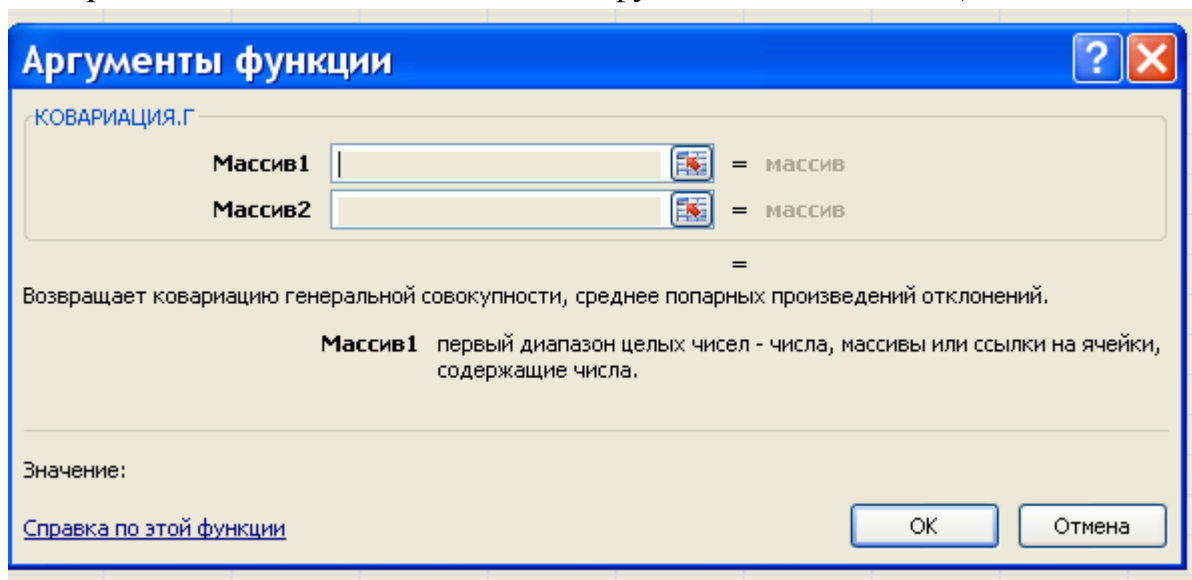 Аргументы функции
КОВАРИАЦИЯ.Г
Массив1 = массив
Массив2 = массив
=
Возвращает ковариацию генеральной совокупности, среднее попарных произведений отклонений.
Массив1 первый диапазон целых чисел - числа, массивы или ссылки на ячейки,
содержащие числа.
Значение:
Справка по этой функции
ОК Отмена